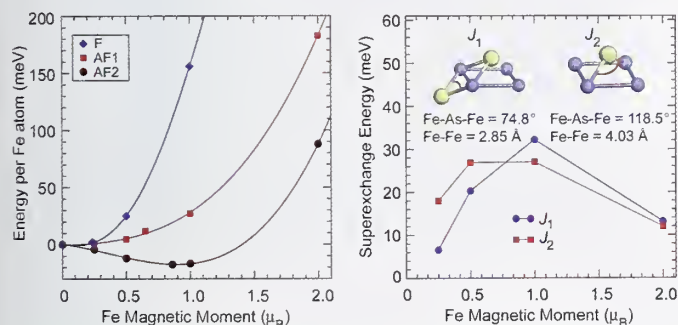 200
150
100
50
0
0
0.5
1.0
1.5
2.0
Energy per Fe atom (meV)
Fe Magnetic Moment (μB)
F
AF1
AF2
60
50
40
30
20
10
0
0
0.5
1.0
1.5
2.0
Superexchange Energy (meV)
Fe Magnetic Moment (μB)
J1
J2
Fe-As-Fe = 74.8° Fe-As-Fe = 118.5°
Fe-Fe = 2.85 Å Fe-Fe = 4.03 Å
J1
J2